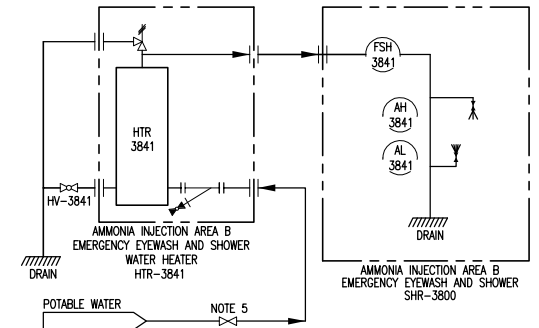 FSH
3841
AH
3841
AL
3841
HTR
3841
HV-3841
DRAIN
AMMONIA INJECTION AREA B
EMERGENCY EYEWASH AND SHOWER
WATER HEATER
HTR-3841
DRAIN
AMMONIA INJECTION AREA B
EMERGENCY EYEWASH AND SHOWER
SHR-3800
POTABLE WATER
NOTE 5